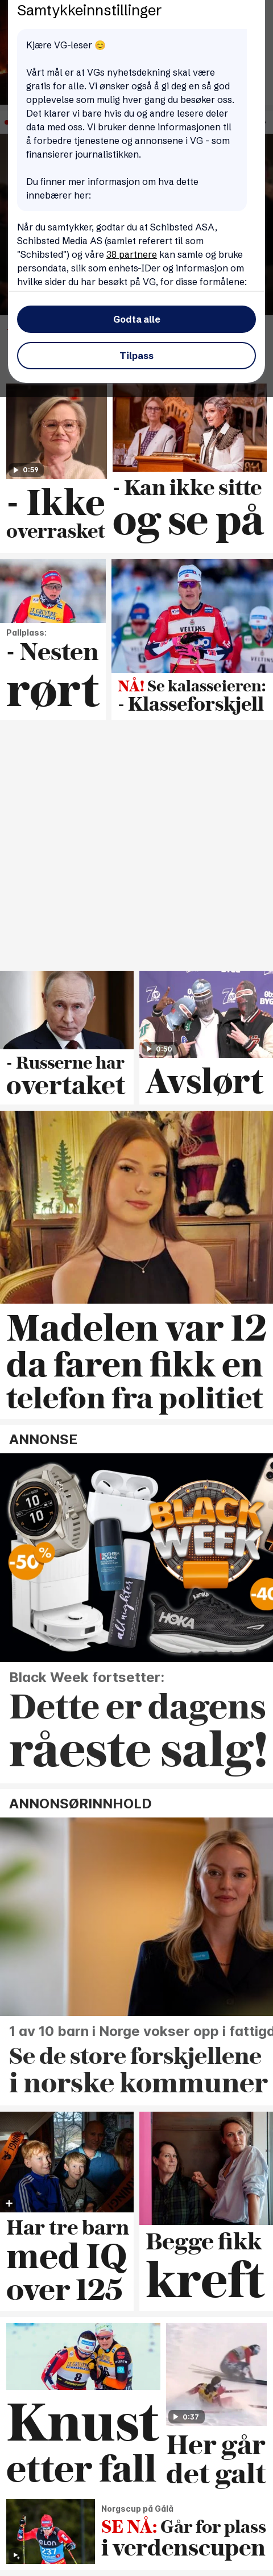 Samtykkeinnstillinger
Kjære VG-leser 😊
Vårt mål er at VGs nyhetsdekning skal være
gratis for alle. Vi ønsker også å gi deg en så god
opplevelse som mulig hver gang du besøker oss.
Det klarer vi bare hvis du og andre lesere deler
data med oss. Vi bruker denne informasjonen til
å forbedre tjenestene og annonsene i VG - som
finansierer journalistikken.
Du finner mer informasjon om hva dette
innebærer her:
Når du samtykker, godtar du at Schibsted ASA,
Schibsted Media AS (samlet referert til som
"Schibsted") og våre 38 partnere kan samle og bruke
persondata, slik som enhets-IDer og informasjon om
hvilke sider du har besøkt på VG, for disse formålene:
Godta alle
Tilpass
0:59
- Ikke
overrasket
- Kan ikke sitte
og se på
Pallplass:
- Nesten
rørt
VELTINS
NÅ! Se kalasseieren:
- Klasseforskjell
- Russerne har
overtaket
0:50
Avslørt
Madelen var 12
da faren fikk en
telefon fra politiet
ANNONSE
-50%
BLACK
WEEK
HOKA
all nighter
-40
Black Week fortsetter:
Dette er dagens
råeste salg!
ANNONSØRINNHOLD
1 av 10 barn i Norge vokser opp i fattigd
Se de store forskjellene
i norske kommuner
Har tre barn
med IQ
over 125
Begge fikk
kreft
8
Knust
etter fall
0:37
Her går
det galt
237
Norgscup på Gålå
SE NÅ: Går for plass
i verdenscupen